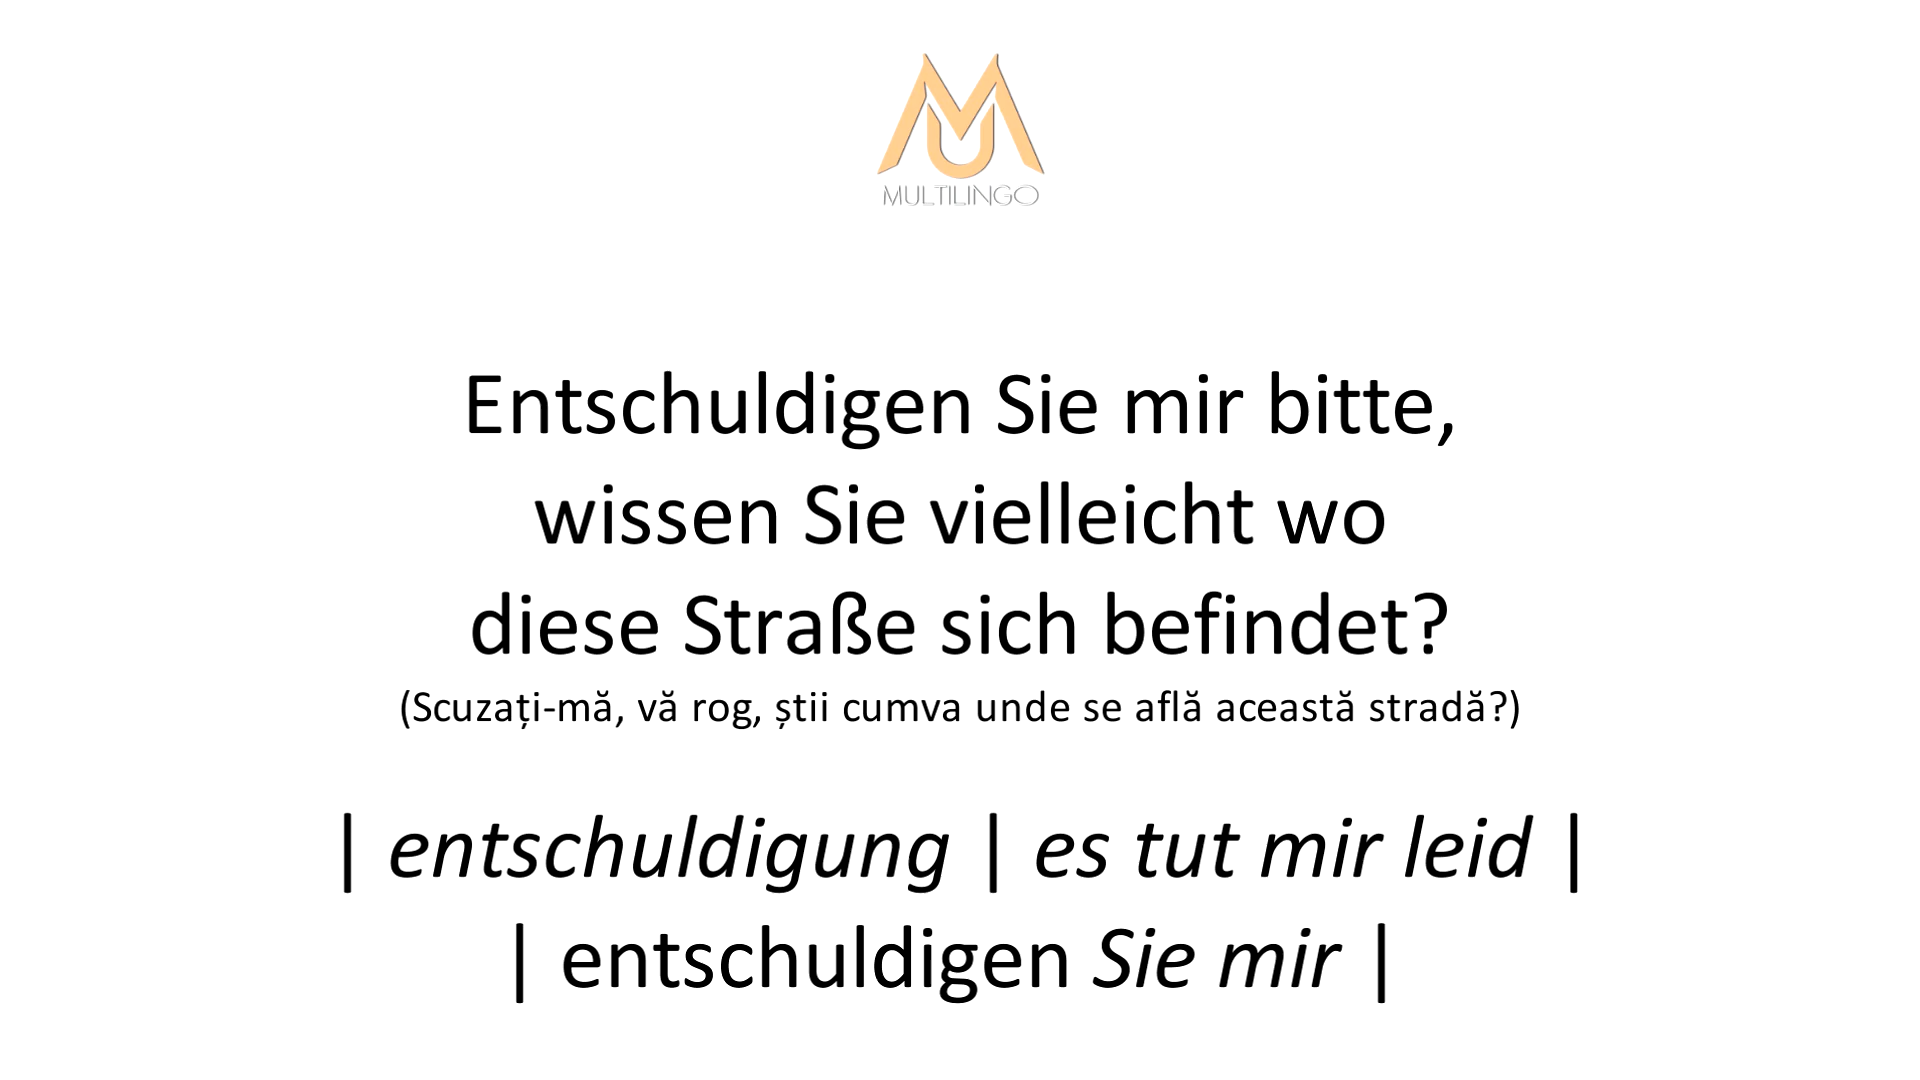 MULTILINGO
Entschuldigen Sie mir bitte,
wissen Sie vielleicht wo
diese Straße sich befindet?
(Scuzați-mă, vă rog, știi cumva unde se află această stradă?)
| entschuldigung | es tut mir leid |
| entschuldigen Sie mir |